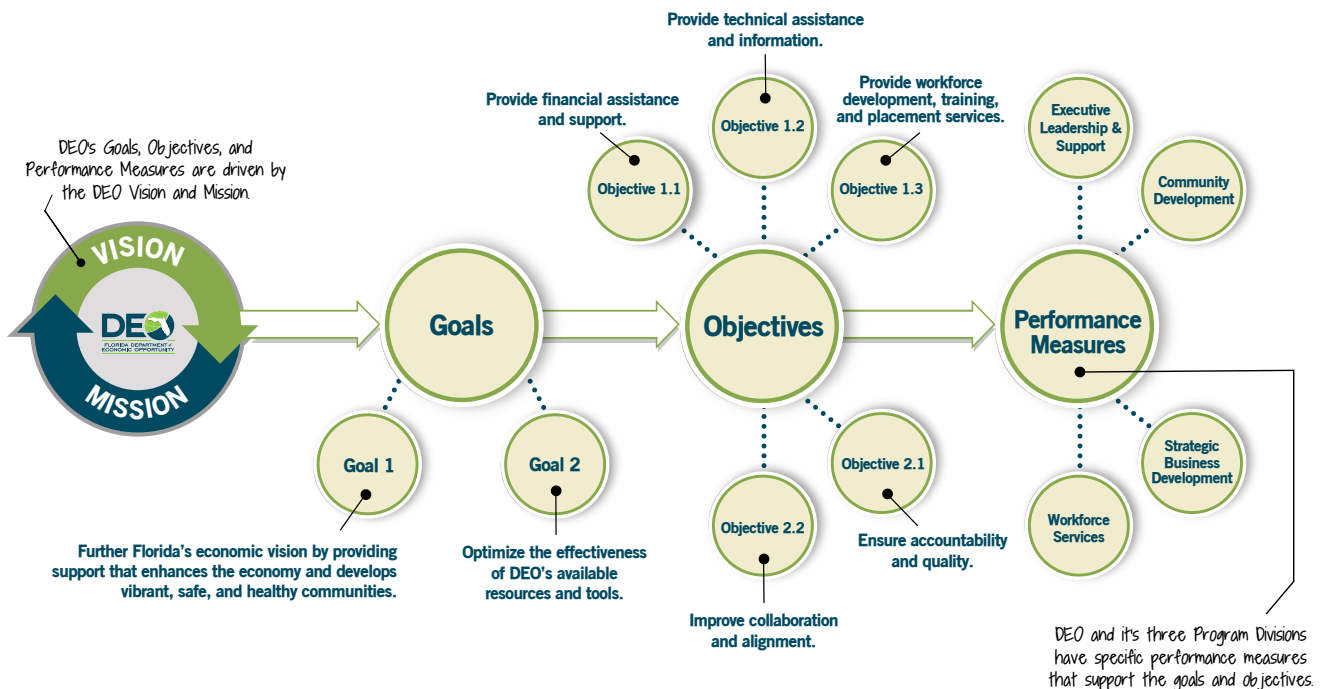 DEO's Goals, Objectives, and
Performance Measures are driven by
the DEO Vision and Mission.
VISION
DEO
FLORIDA DEPARTMENT of
ECONOMIC OPPORTUNITY
MISSION
Goals
Goal 1
Further Florida's economic vision by providing
support that enhances the economy and develops
vibrant, safe, and healthy communities.
Goal 2
Optimize the effectiveness
of DEO's available
resources and tools.
Objectives
Provide financial assistance
and support.
Objective 1.1
Provide technical assistance
and information.
Objective 1.2
Provide workforce
development, training,
and placement services.
Objective 1.3
Objective 2.1
Ensure accountability
and quality.
Objective 2.2
Improve collaboration
and alignment.
Performance
Measures
Executive
Leadership &
Support
Community
Development
Strategic
Business
Development
Workforce
Services
DEO and it's three Program Divisions
have specific performance measures
that support the goals and objectives.